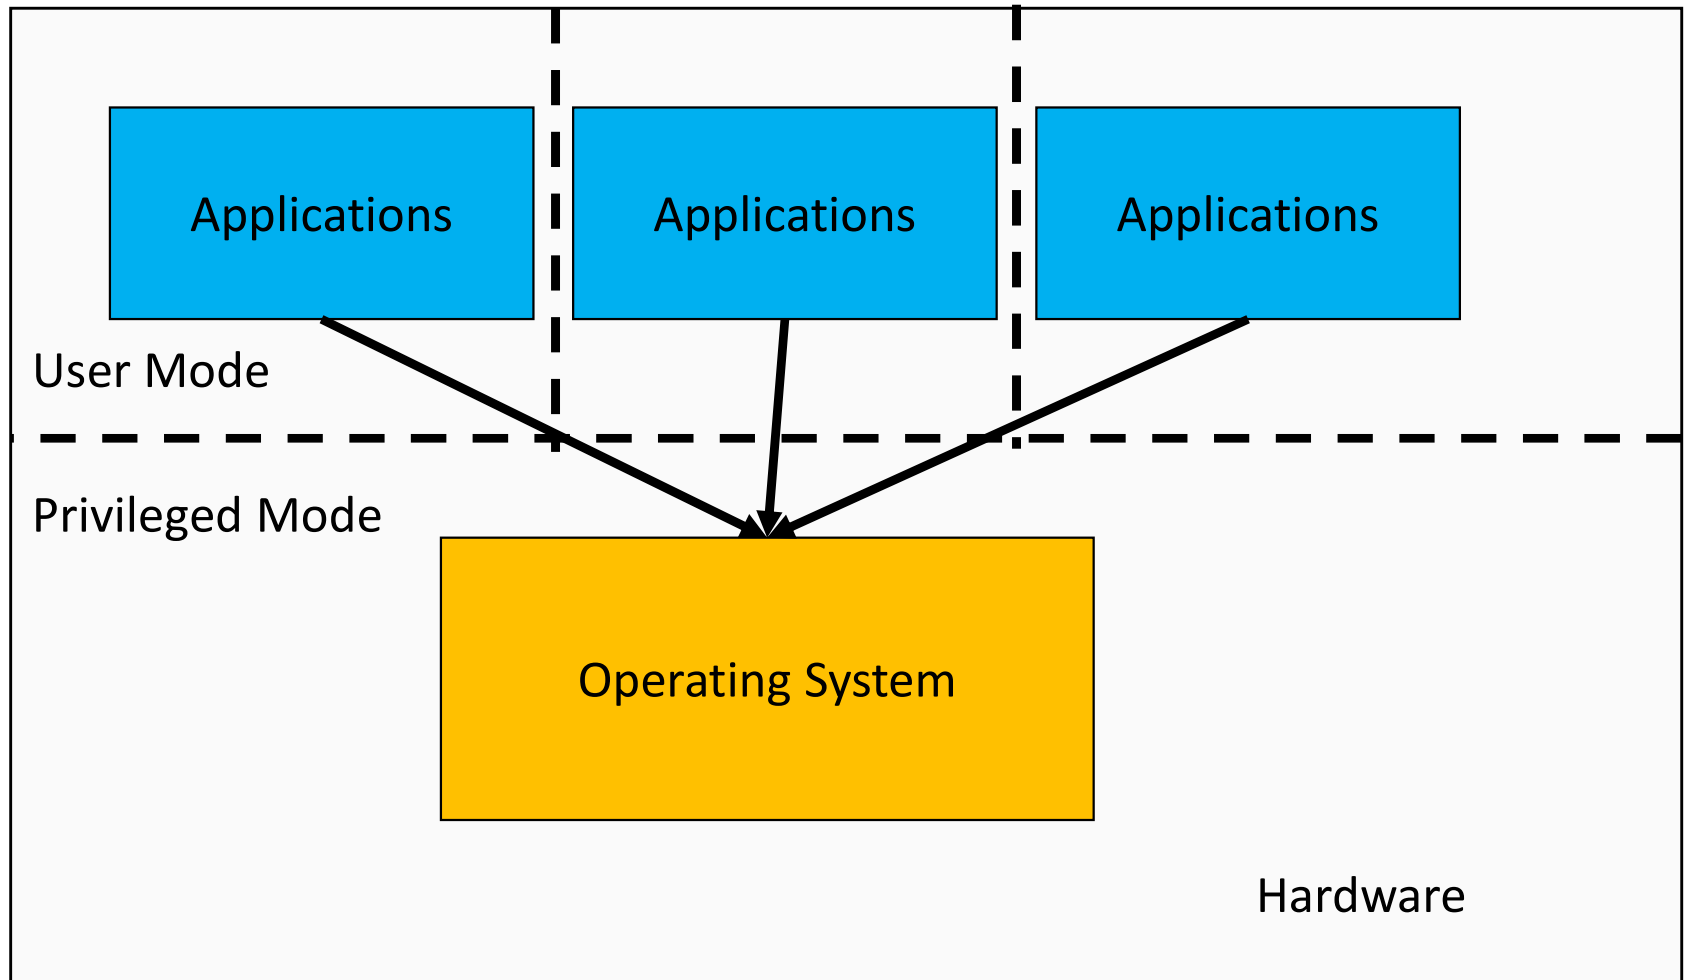 Applications
Applications
Applications
User Mode
Privileged Mode
Operating System
Hardware